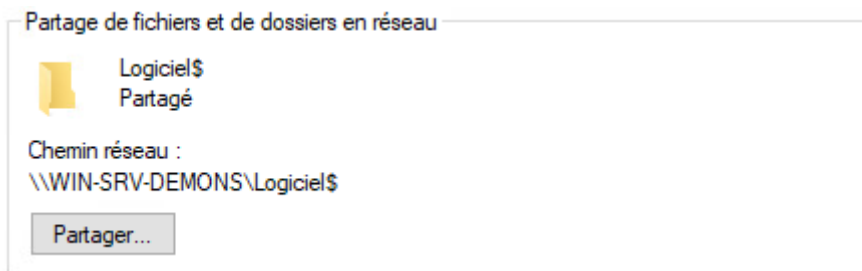 Partage de fichiers et de dossiers en réseau
Logiciel$
Partagé
Chemin réseau :
\\WIN-SRV-DEMONS\Logiciel$
Partager...